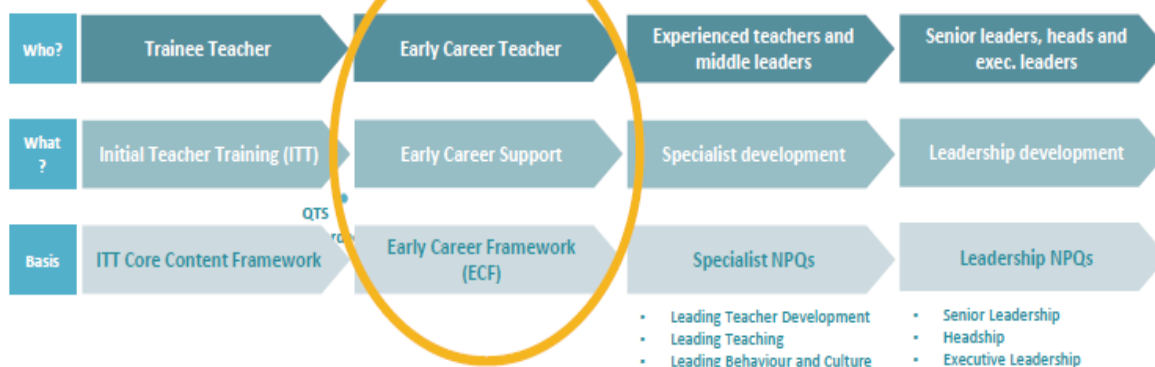 Who?
Trainee Teacher
Early Career Teacher
Experienced teachers and
middle leaders
Senior leaders, heads and
exec. leaders
What
?
Initial Teacher Training (ITT)
Early Career Support
Specialist development
Leadership development
QTS
Basis
ITT Core Content Framework
Early Career Framework
(ECF)
Specialist NPQs
Leadership NPQs
▪ Leading Teacher Development
▪ Leading Teaching
▪ Leading Behaviour and Culture
▪ Senior Leadership
▪ Headship
▪ Executive Leadership